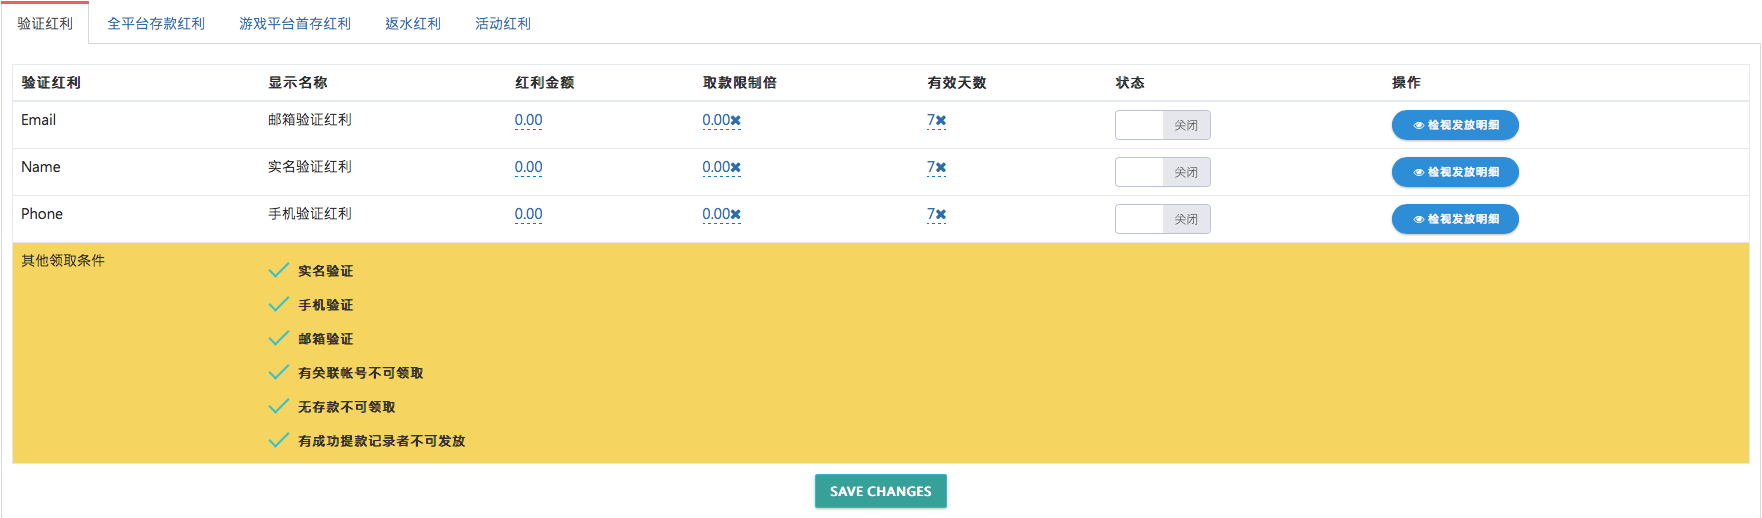 验证红利 全平台存款红利 游戏平台首存红利 返水红利 活动红利
验证红利 显示名称 红利金额 取款限制倍 有效天数 状态 操作
Email 邮箱验证红利 0.00 0.00✖ 7✖ 关闭 检视发放明细
Name 实名验证红利 0.00 0.00✖ 7✖ 关闭 检视发放明细
Phone 手机验证红利 0.00 0.00✖ 7✖ 关闭 检视发放明细
其他领取条件
实名验证
手机验证
邮箱验证
有关联帐号不可领取
无存款不可领取
有成功提款记录者不可发放
SAVE CHANGES